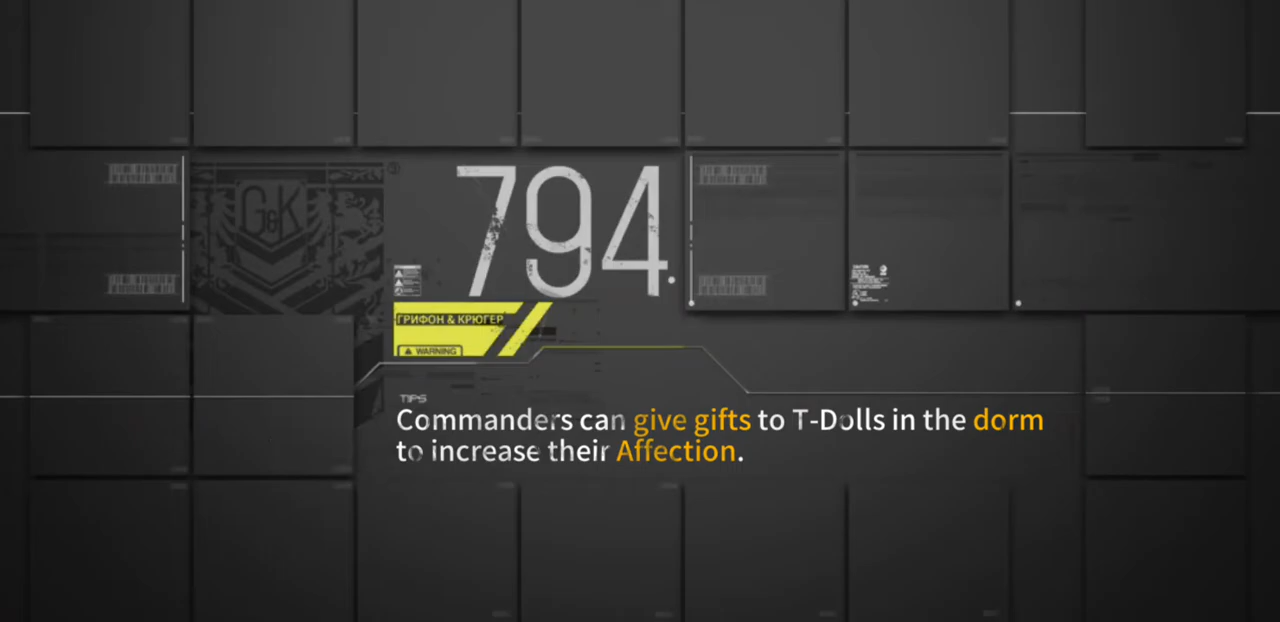 G&K
794.
ГРИФОН & КРЮГЕР
WARNING
TIPS
Commanders can give gifts to T-Dolls in the dorm
to increase their Affection.